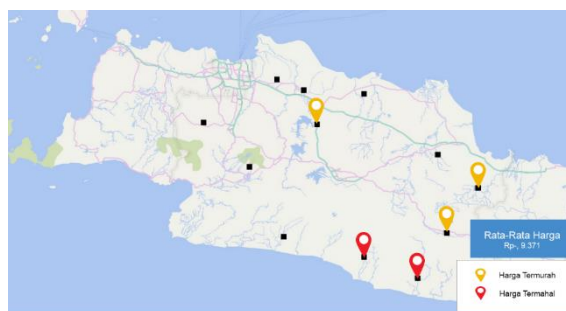 Rata-Rata Harga
Rp-, 9.371
Harga Termurah
Harga Termahal